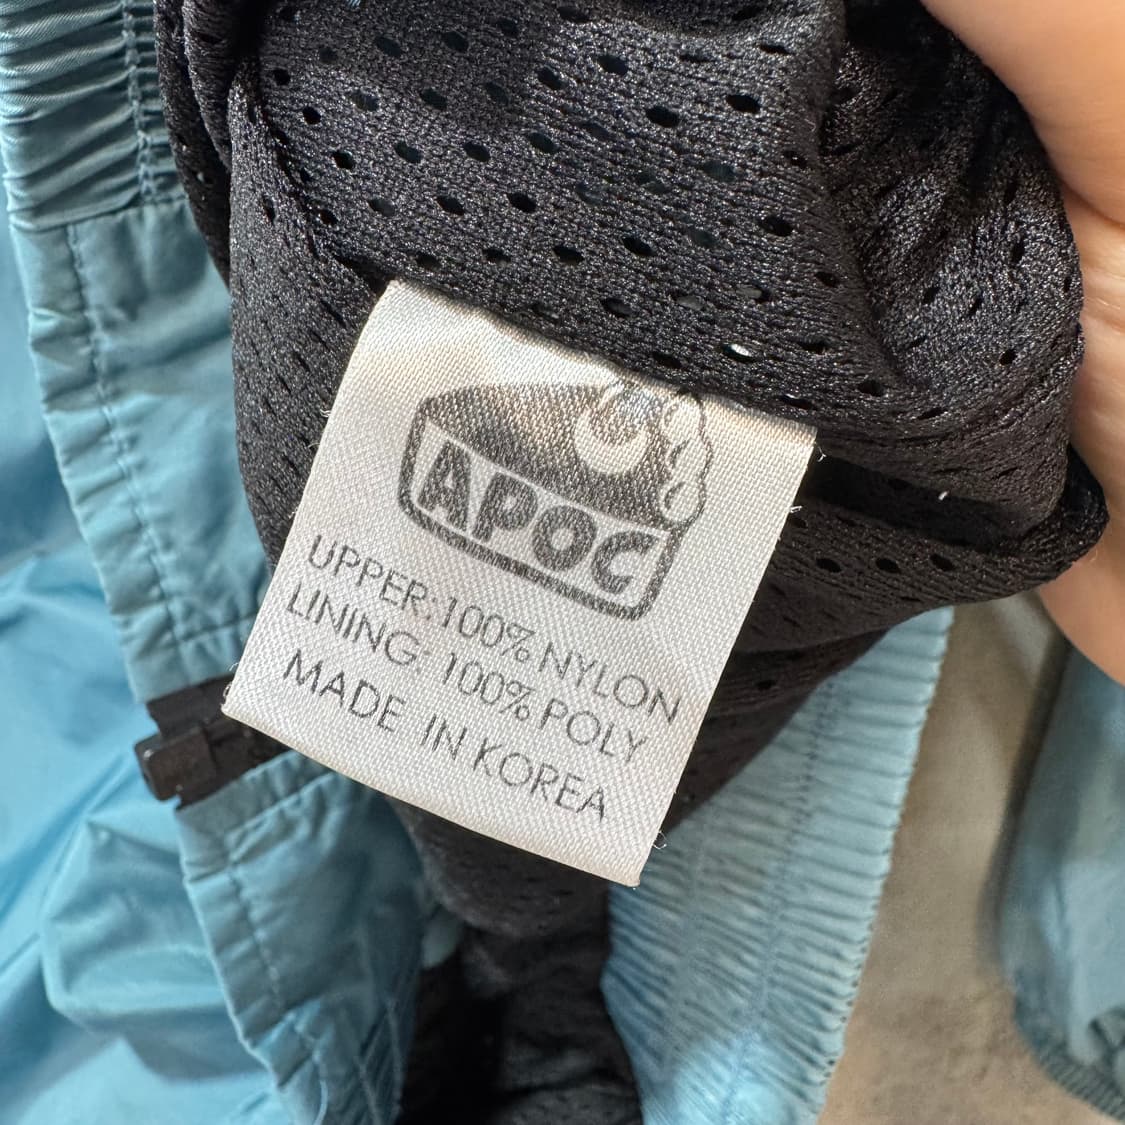 APOC
UPPER: 100% NYLON
LINING: 100% POLY
MADE IN KOREA